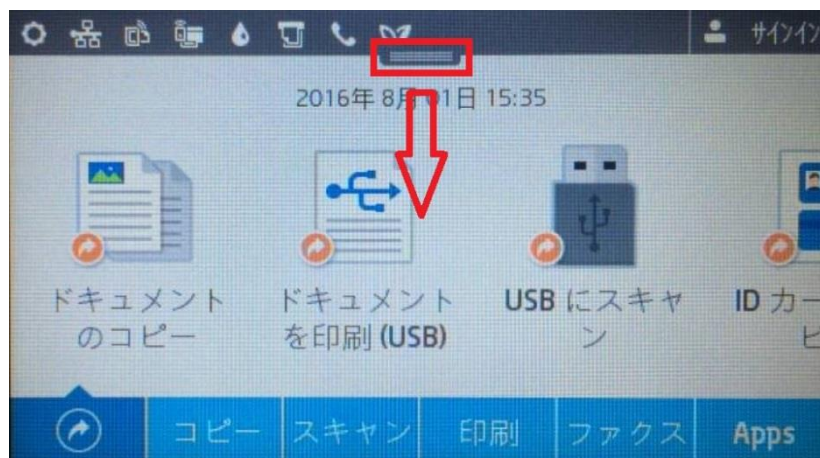 サインイン
2016年 8月 01日 15:35
ドキュメント
のコピー
ドキュメント
を印刷 (USB)
USB にスキャ
ン
ID カー
ピ
コピー
スキャン
印刷
ファクス
Apps